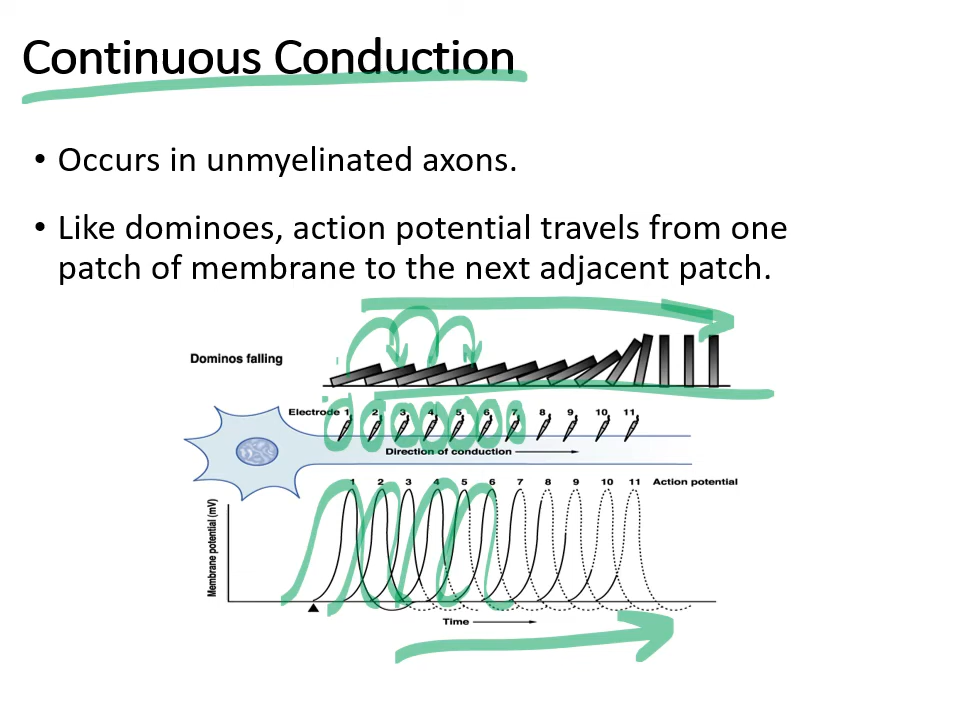 Continuous Conduction
• Occurs in unmyelinated axons.
• Like dominoes, action potential travels from one
patch of membrane to the next adjacent patch.
Dominos falling
Electrode 1 2 3 4 5 6 7 8 9 10 11
Direction of conduction
1 2 3 4 5 6 7 8 9 10 11 Action potential
Membrane potential (mV)
Time